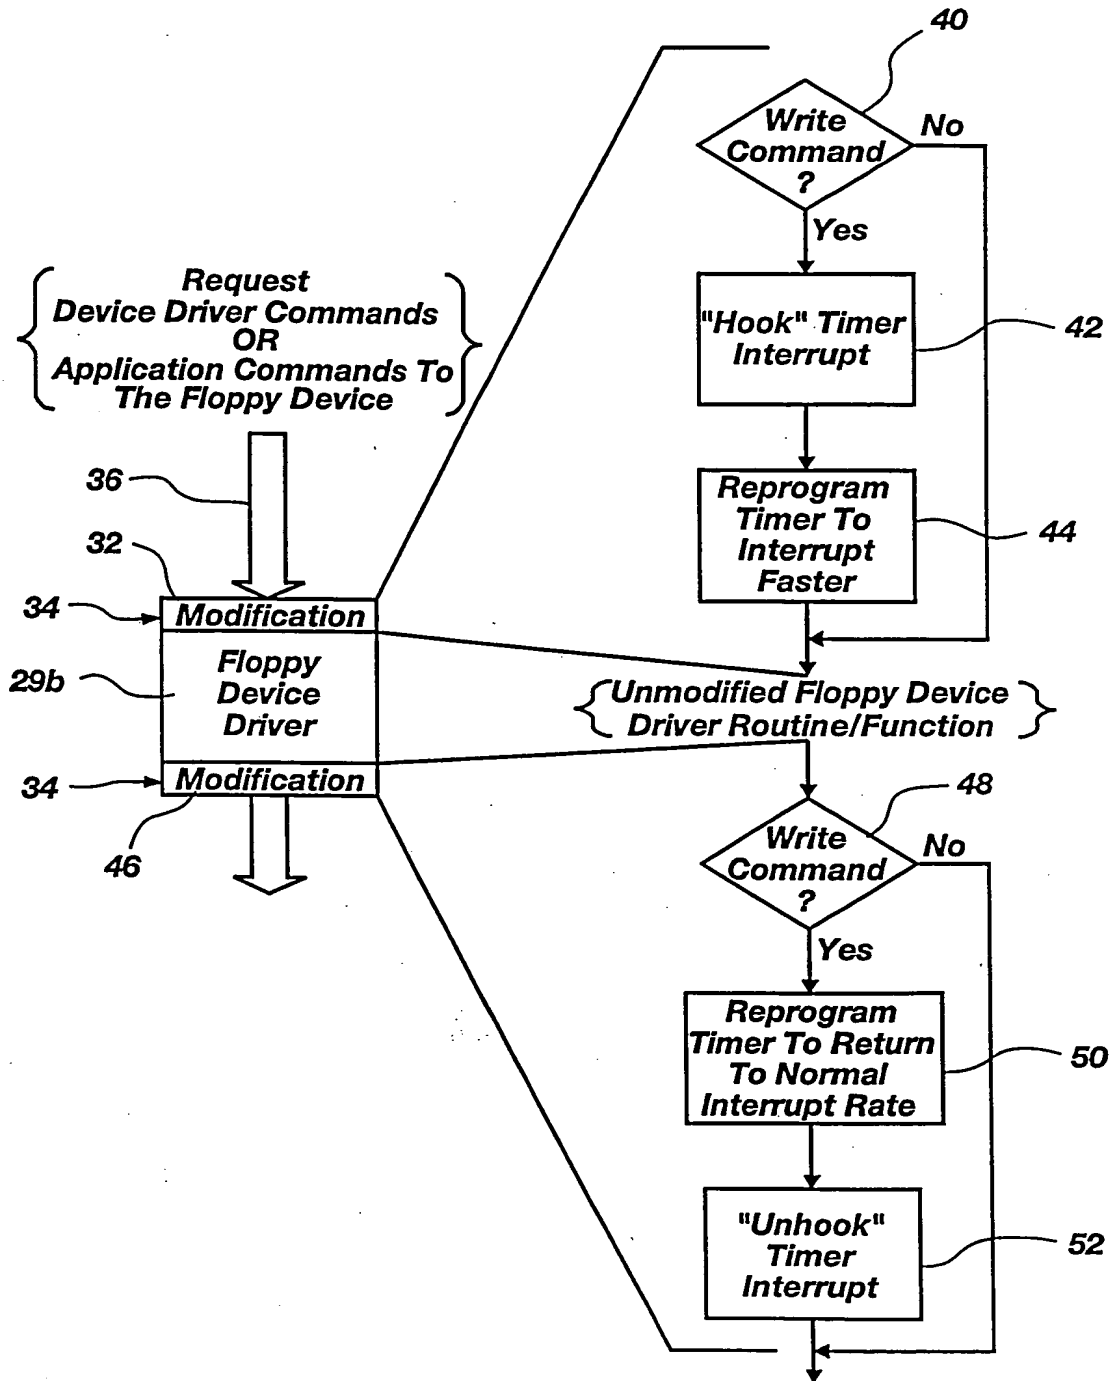 40
Write
Command
?
No
Yes
"Hook" Timer
Interrupt
42
Reprogram
Timer To
Interrupt
Faster
44
Request
Device Driver Commands
OR
Application Commands To
The Floppy Device
36
32
34
Modification
29b
Floppy
Device
Driver
34
Modification
46
Unmodified Floppy Device
Driver Routine/Function
48
Write
Command
?
No
Yes
Reprogram
Timer To Return
To Normal
Interrupt Rate
50
"Unhook"
Timer
Interrupt
52